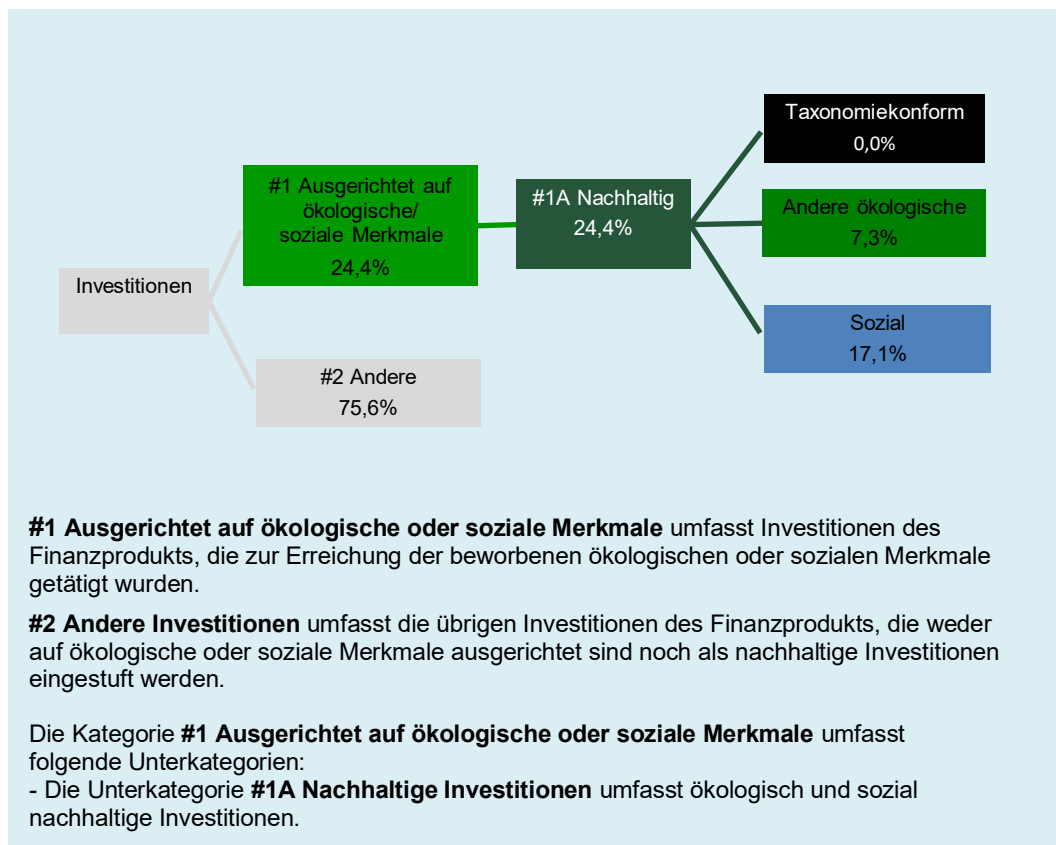 Taxonomiekonform
0,0%
#1 Ausgerichtet auf
ökologische/
soziale Merkmale
24,4%
#1A Nachhaltig
24,4%
Andere ökologische
7,3%
Investitionen
Sozial
17,1%
#2 Andere
75,6%
#1 Ausgerichtet auf ökologische oder soziale Merkmale umfasst Investitionen des
Finanzprodukts, die zur Erreichung der beworbenen ökologischen oder sozialen Merkmale
getätigt wurden.
#2 Andere Investitionen umfasst die übrigen Investitionen des Finanzprodukts, die weder
auf ökologische oder soziale Merkmale ausgerichtet sind noch als nachhaltige Investitionen
eingestuft werden.
Die Kategorie #1 Ausgerichtet auf ökologische oder soziale Merkmale umfasst
folgende Unterkategorien:
- Die Unterkategorie #1A Nachhaltige Investitionen umfasst ökologisch und sozial
nachhaltige Investitionen.